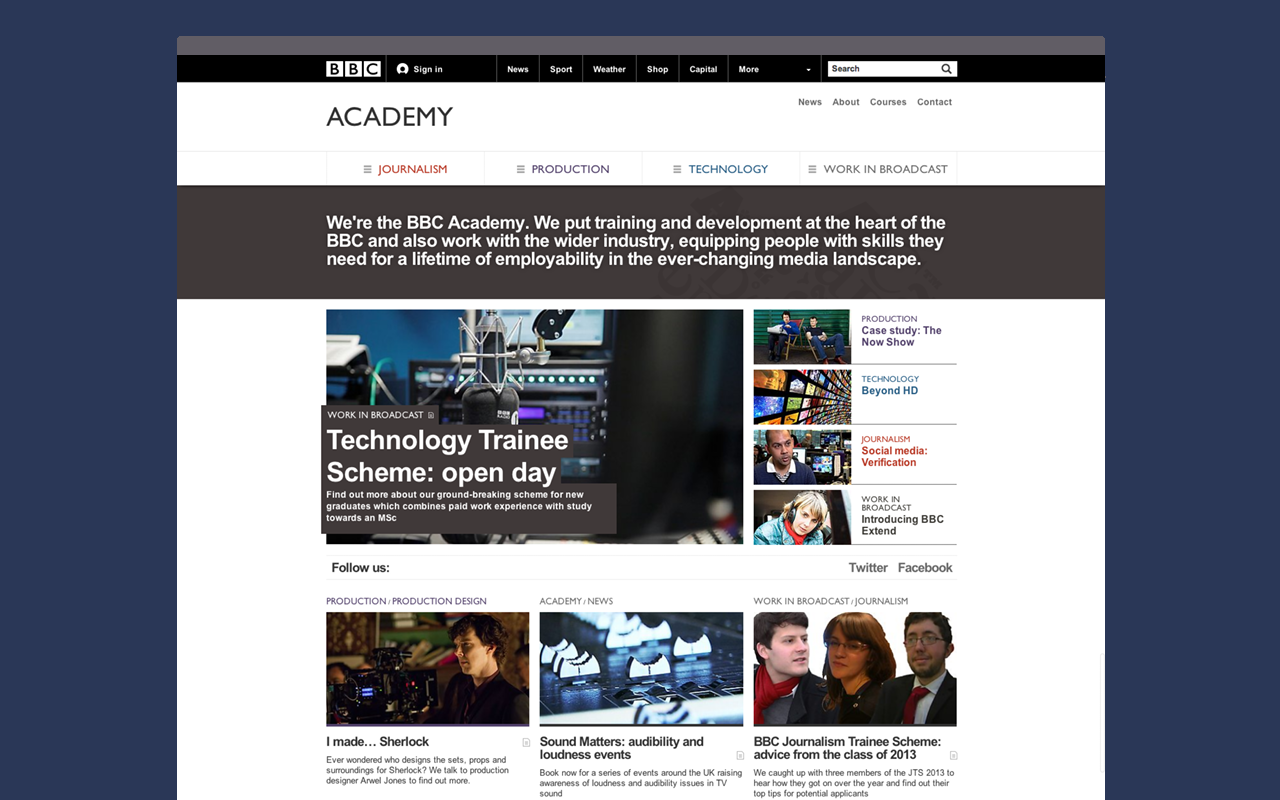 BBC
Sign in
News
Sport
Weather
Shop
Capital
More
Search
ACADEMY
News
About
Courses
Contact
JOURNALISM
PRODUCTION
TECHNOLOGY
WORK IN BROADCAST
We're the BBC Academy. We put training and development at the heart of the
BBC and also work with the wider industry, equipping people with skills they
need for a lifetime of employability in the ever-changing media landscape.
WORK IN BROADCAST
Technology Trainee
Scheme: open day
Find out more about our ground-breaking scheme for new
graduates which combines paid work experience with study
towards an MSc
PRODUCTION
Case study: The
Now Show
TECHNOLOGY
Beyond HD
JOURNALISM
Social media:
Verification
WORK IN
BROADCAST
Introducing BBC
Extend
Follow us:
Twitter
Facebook
PRODUCTION / PRODUCTION DESIGN
I made… Sherlock
Ever wondered who designs the sets, props and
surroundings for Sherlock? We talk to production
designer Arwel Jones to find out more.
ACADEMY / NEWS
Sound Matters: audibility and
loudness events
Book now for a series of events around the UK raising
awareness of loudness and audibility issues in TV
sound
WORK IN BROADCAST / JOURNALISM
BBC Journalism Trainee Scheme:
advice from the class of 2013
We caught up with three members of the JTS 2013 to
hear how they got on over the year and find out their
top tips for potential applicants